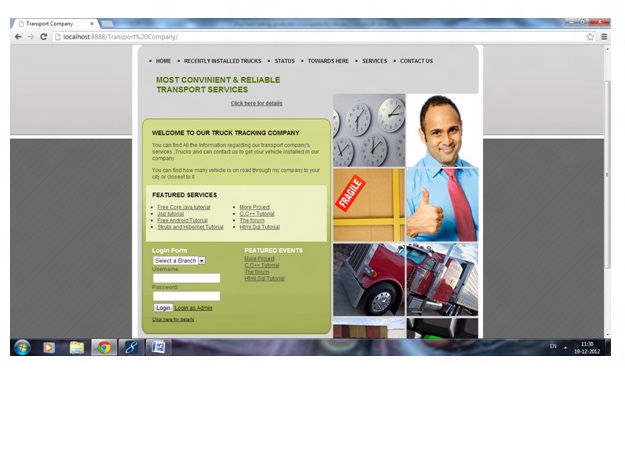 Transport Company
localhost:8888/Transport%20Company/
HOME RECENTLY INSTALLED TRUCKS STATUS TOWARDS HERE SERVICES CONTACT US
MOST CONVINIENT & RELIABLE
TRANSPORT SERVICES
Click here for details
WELCOME TO OUR TRUCK TRACKING COMPANY
You can find All the Information regarding our transport company's
services ,Trucks and can contact us to get your vehicle installed in our
company
You can find how many vehicle is on road through my company to your
city or closest to it
FEATURED SERVICES
Free Core java tutorial
Jsp tutorial
Free Android Tutorial
Struts and Hibernet Tutorial
More Project
C,C++ Tutorial
The forum
Html,Sql Tutorial
FRAGILE
Login Form
Select a Branch
Username:
Password:
Login Login as Admin
Click here for details
FEATURED EVENTS
More Project
C,C++ Tutorial
The forum
Html,Sql Tutorial
EN
11:30
19-12-2012